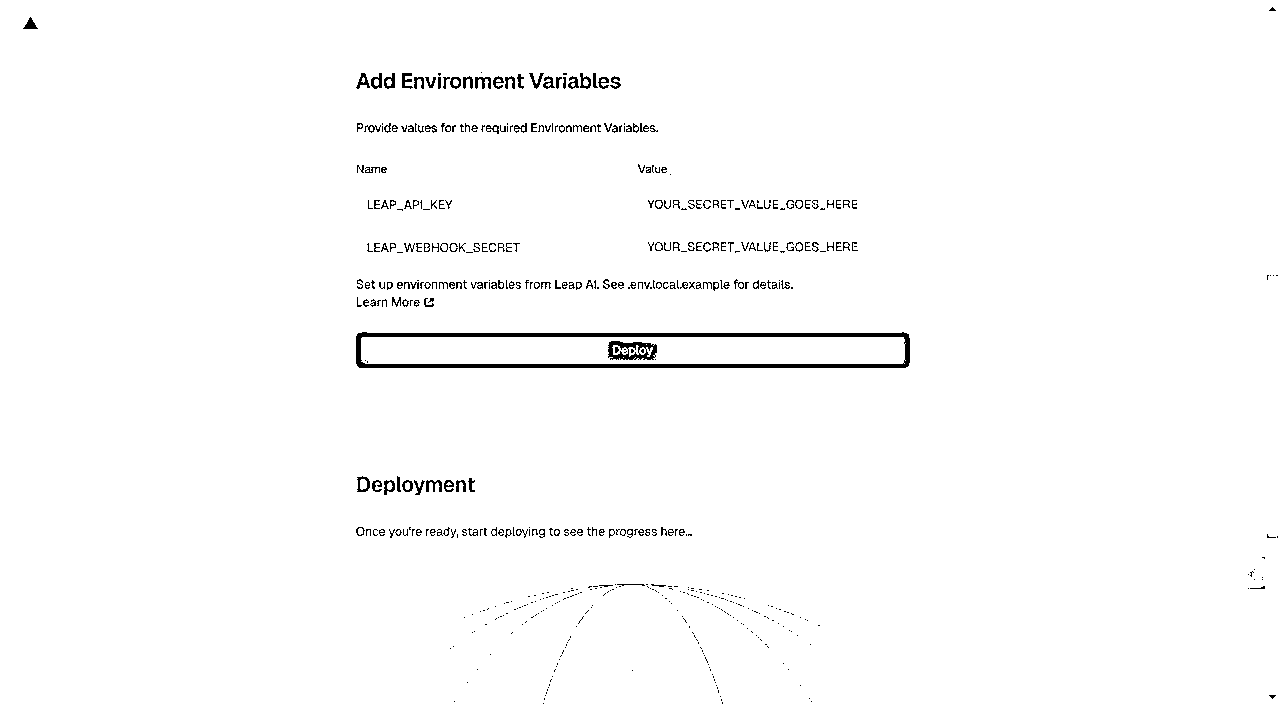 Add Environment Variables
Provide values for the required Environment Variables.
Name Value
LEAP_API_KEY YOUR_SECRET_VALUE_GOES_HERE
LEAP_WEBHOOK_SECRET YOUR_SECRET_VALUE_GOES_HERE
Set up environment variables from Leap AI. See .env.local.example for details.
Learn More
Deploy
Deployment
Once you're ready, start deploying to see the progress here...